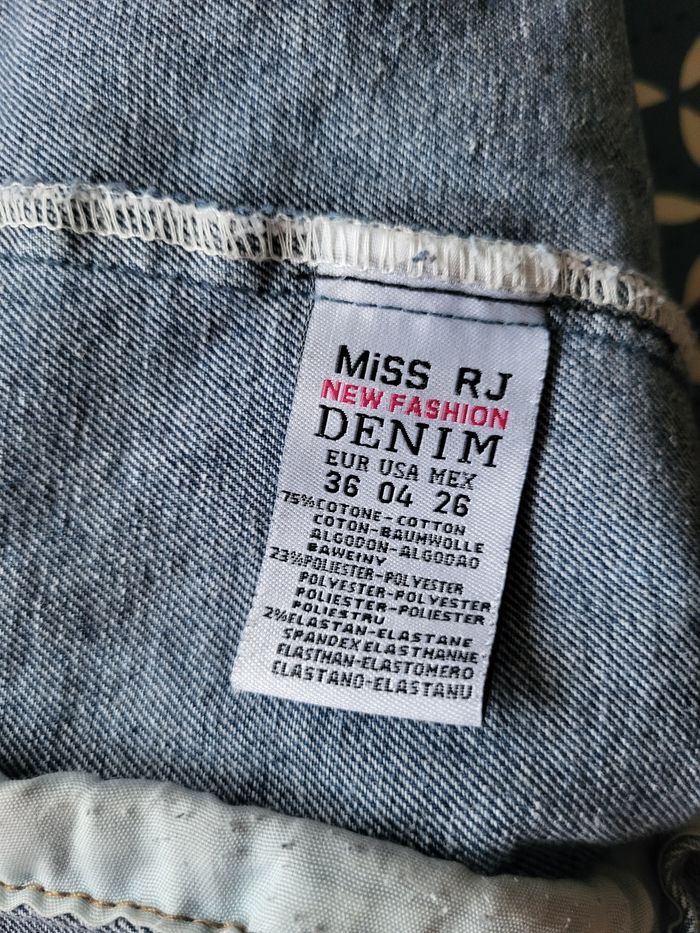 MiSS RJ
NEW FASHION
DENIM
EUR USA MEX
36 04 26
75%COTONE-COTTON
COTON-BAUMWOLLE
ALGODON-ALGODAO
BAWEINY
23%POLIESTER-POLYESTER
POLYESTER-POLYESTER
POLIESTER-POLIESTER
POLIESTRU
2%ELASTAN-ELASTANE
SPANDEX ELASTHANNE
ELASTHAN-ELASTOMERO
ELASTANO-ELASTANU